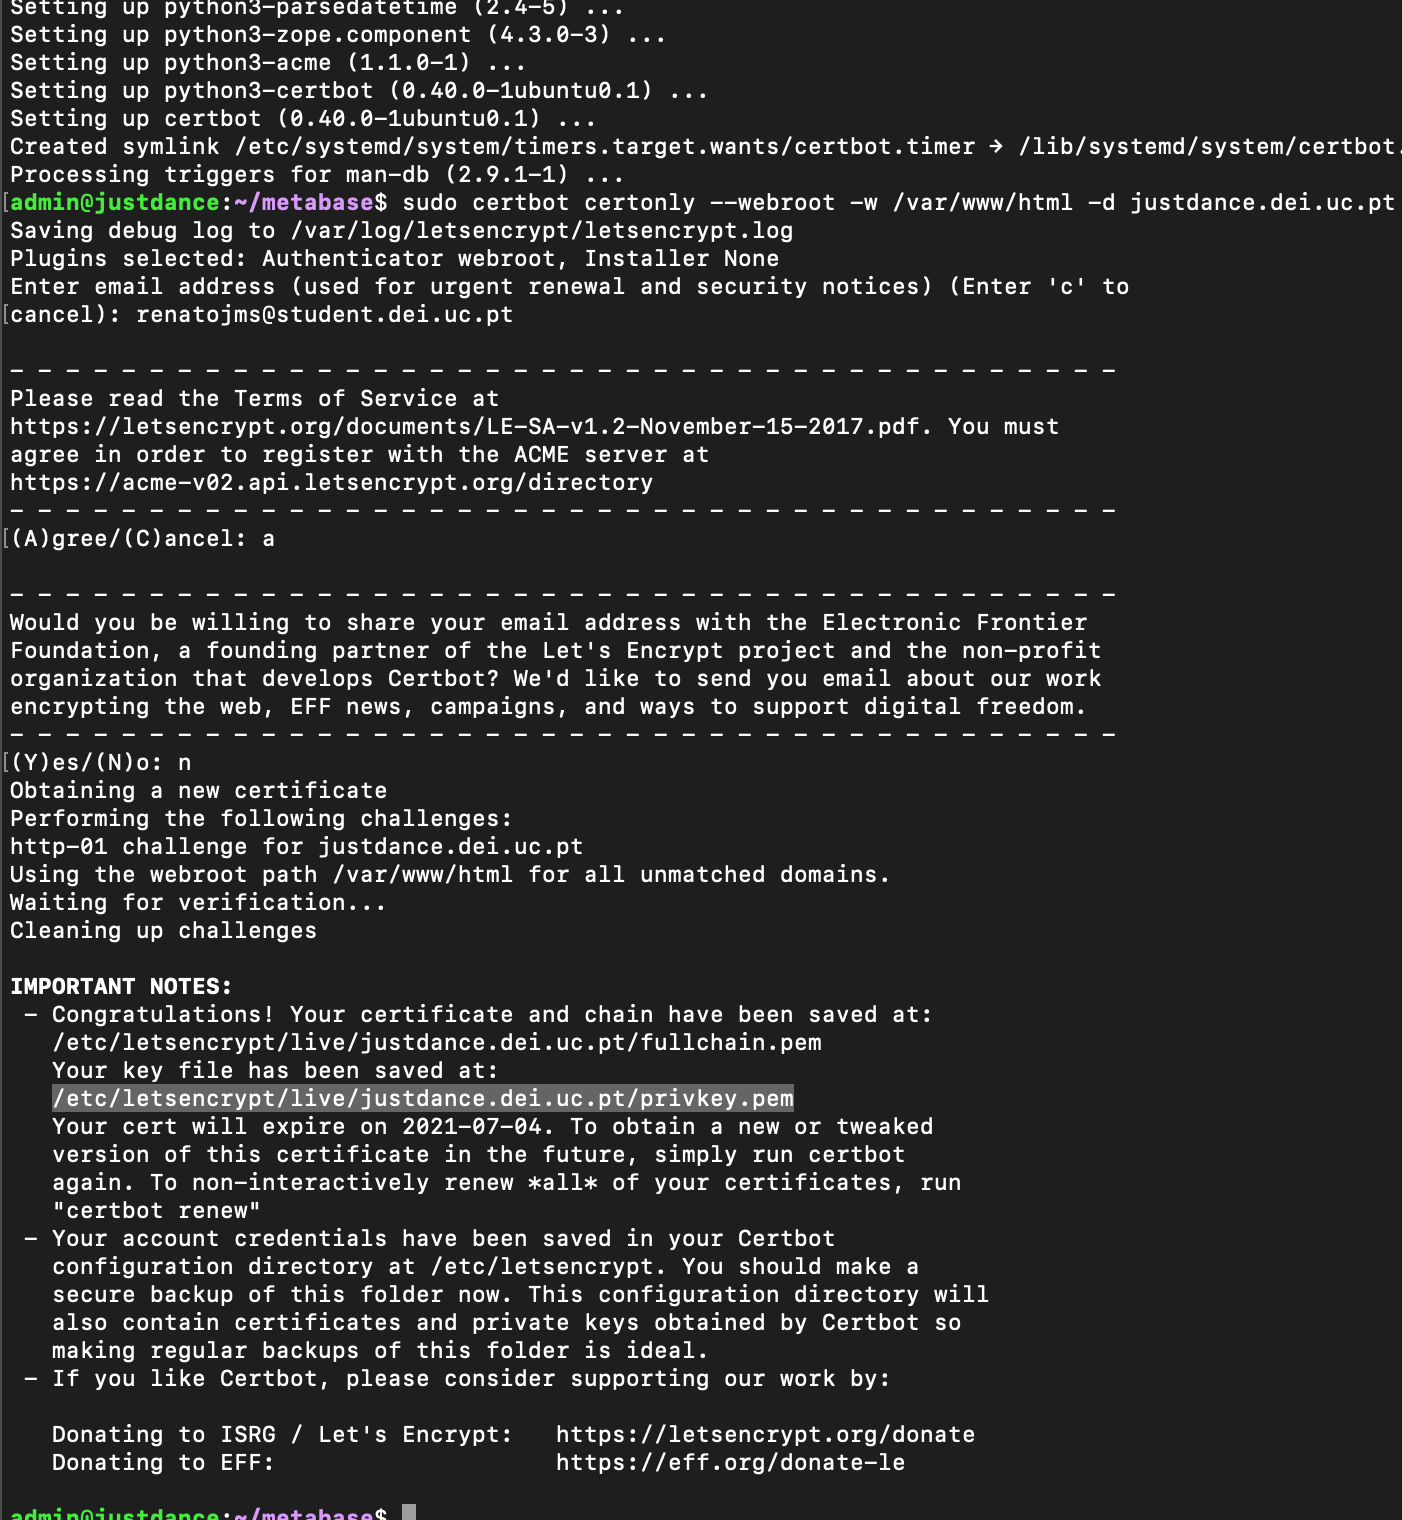 Setting up python3-parsedatetime (2.4-5) ...
Setting up python3-zope.component (4.3.0-3) ...
Setting up python3-acme (1.1.0-1) ...
Setting up python3-certbot (0.40.0-1ubuntu0.1) ...
Setting up certbot (0.40.0-1ubuntu0.1) ...
Created symlink /etc/systemd/system/timers.target.wants/certbot.timer → /lib/systemd/system/certbot.
Processing triggers for man-db (2.9.1-1) ...
[admin@justdance:~/metabase$ sudo certbot certonly --webroot -w /var/www/html -d justdance.dei.uc.pt
Saving debug log to /var/log/letsencrypt/letsencrypt.log
Plugins selected: Authenticator webroot, Installer None
Enter email address (used for urgent renewal and security notices) (Enter 'c' to
[cancel): renatojms@student.dei.uc.pt
- - - - - - - - - - - - - - - - - - - - - - - - - - - - - - - - - - - - - - - -
Please read the Terms of Service at
https://letsencrypt.org/documents/LE-SA-v1.2-November-15-2017.pdf. You must
agree in order to register with the ACME server at
https://acme-v02.api.letsencrypt.org/directory
- - - - - - - - - - - - - - - - - - - - - - - - - - - - - - - - - - - - - - - -
[(A)gree/(C)ancel: a
- - - - - - - - - - - - - - - - - - - - - - - - - - - - - - - - - - - - - - - -
Would you be willing to share your email address with the Electronic Frontier
Foundation, a founding partner of the Let's Encrypt project and the non-profit
organization that develops Certbot? We'd like to send you email about our work
encrypting the web, EFF news, campaigns, and ways to support digital freedom.
- - - - - - - - - - - - - - - - - - - - - - - - - - - - - - - - - - - - - - - -
[(Y)es/(N)o: n
Obtaining a new certificate
Performing the following challenges:
http-01 challenge for justdance.dei.uc.pt
Using the webroot path /var/www/html for all unmatched domains.
Waiting for verification...
Cleaning up challenges
IMPORTANT NOTES:
- Congratulations! Your certificate and chain have been saved at:
/etc/letsencrypt/live/justdance.dei.uc.pt/fullchain.pem
Your key file has been saved at:
/etc/letsencrypt/live/justdance.dei.uc.pt/privkey.pem
Your cert will expire on 2021-07-04. To obtain a new or tweaked
version of this certificate in the future, simply run certbot
again. To non-interactively renew *all* of your certificates, run
"certbot renew"
- Your account credentials have been saved in your Certbot
configuration directory at /etc/letsencrypt. You should make a
secure backup of this folder now. This configuration directory will
also contain certificates and private keys obtained by Certbot so
making regular backups of this folder is ideal.
- If you like Certbot, please consider supporting our work by:
Donating to ISRG / Let's Encrypt:   https://letsencrypt.org/donate
Donating to EFF:                    https://eff.org/donate-le
admin@justdance:~/metabase$